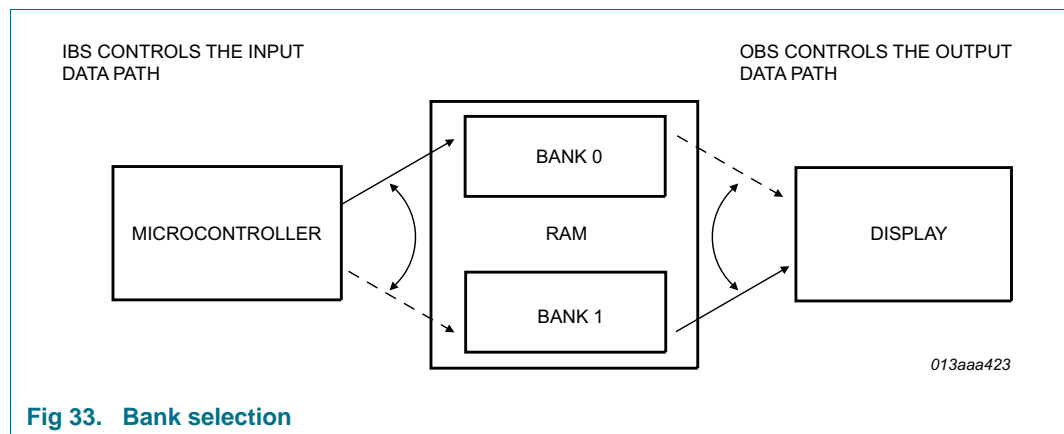 IBS CONTROLS THE INPUT
DATA PATH
OBS CONTROLS THE OUTPUT
DATA PATH
BANK 0
MICROCONTROLLER
RAM
DISPLAY
BANK 1
013aaa423
Fig 33. Bank selection